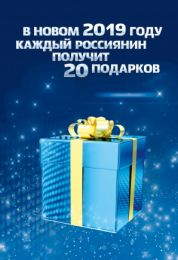 В НОВОМ 2019 ГОДУ
КАЖДЫЙ РОССИЯНИН
ПОЛУЧИТ
20 ПОДАРКОВ